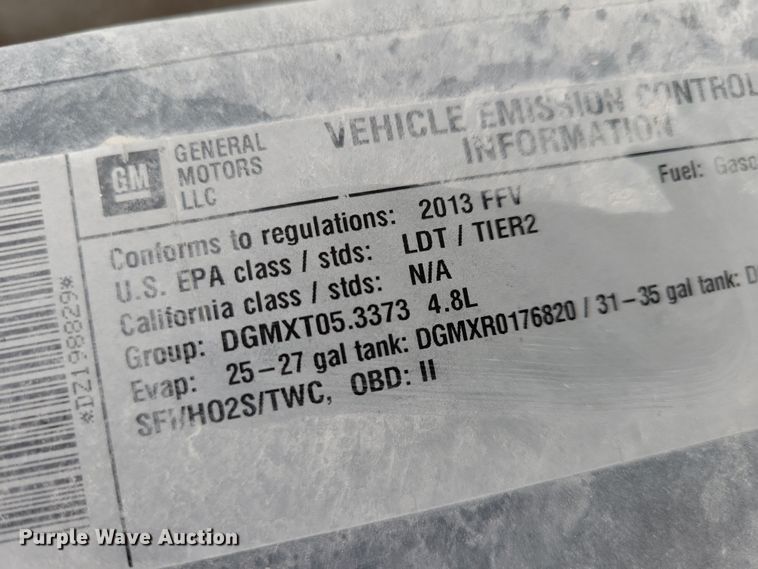 GM
GENERAL
MOTORS
LLC
VEHICLE EMISSION CONTROL
INFORMATION
Fuel:
Conforms to regulations: 2013 FFV
U.S. EPA class / stds: LDT / TIER2
California class / stds: N/A
Group: DGMXT05.3373 4.8L
Evap: 25-27 gal tank: DGMXR0176820 / 31-35 gal tank:
SFI/HO2S/TWC, OBD: II
*DZ198829*
Purple Wave Auction